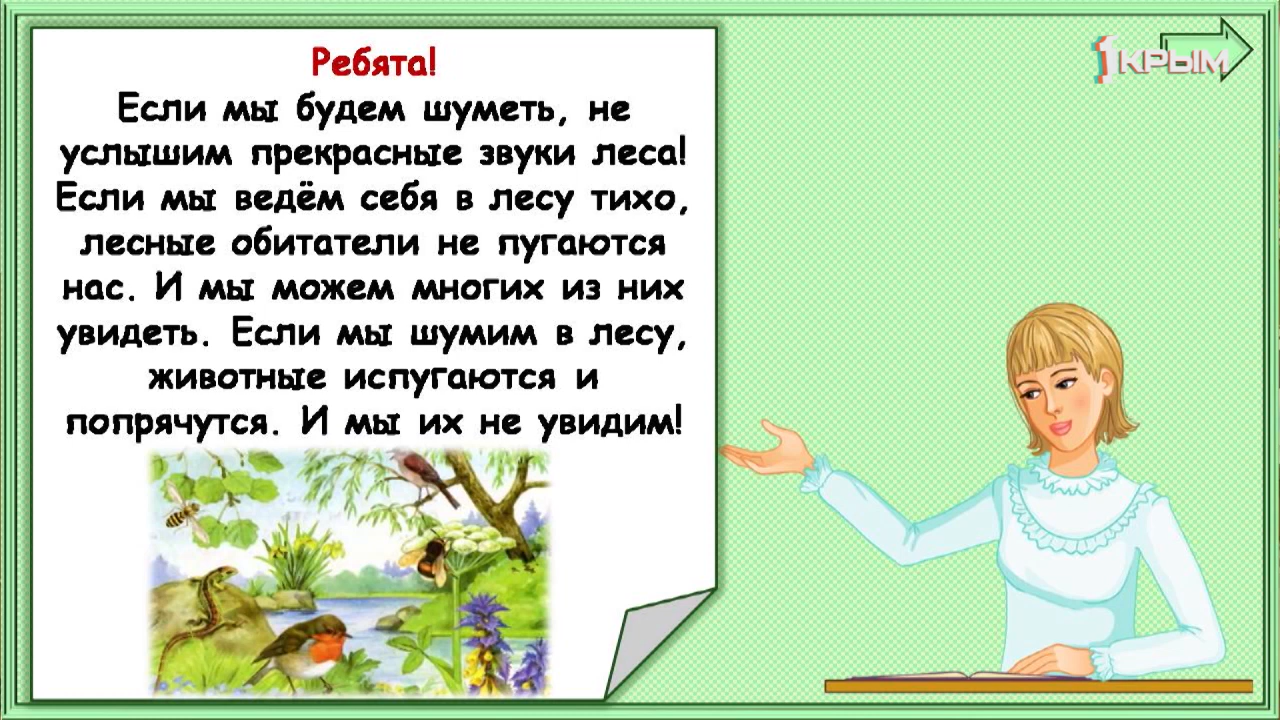 Ребята!
Если мы будем шуметь, не
услышим прекрасные звуки леса!
Если мы ведём себя в лесу тихо,
лесные обитатели не пугаются
нас. И мы можем многих из них
увидеть. Если мы шумим в лесу,
животные испугаются и
попрячутся. И мы их не увидим!
1КРЫМ